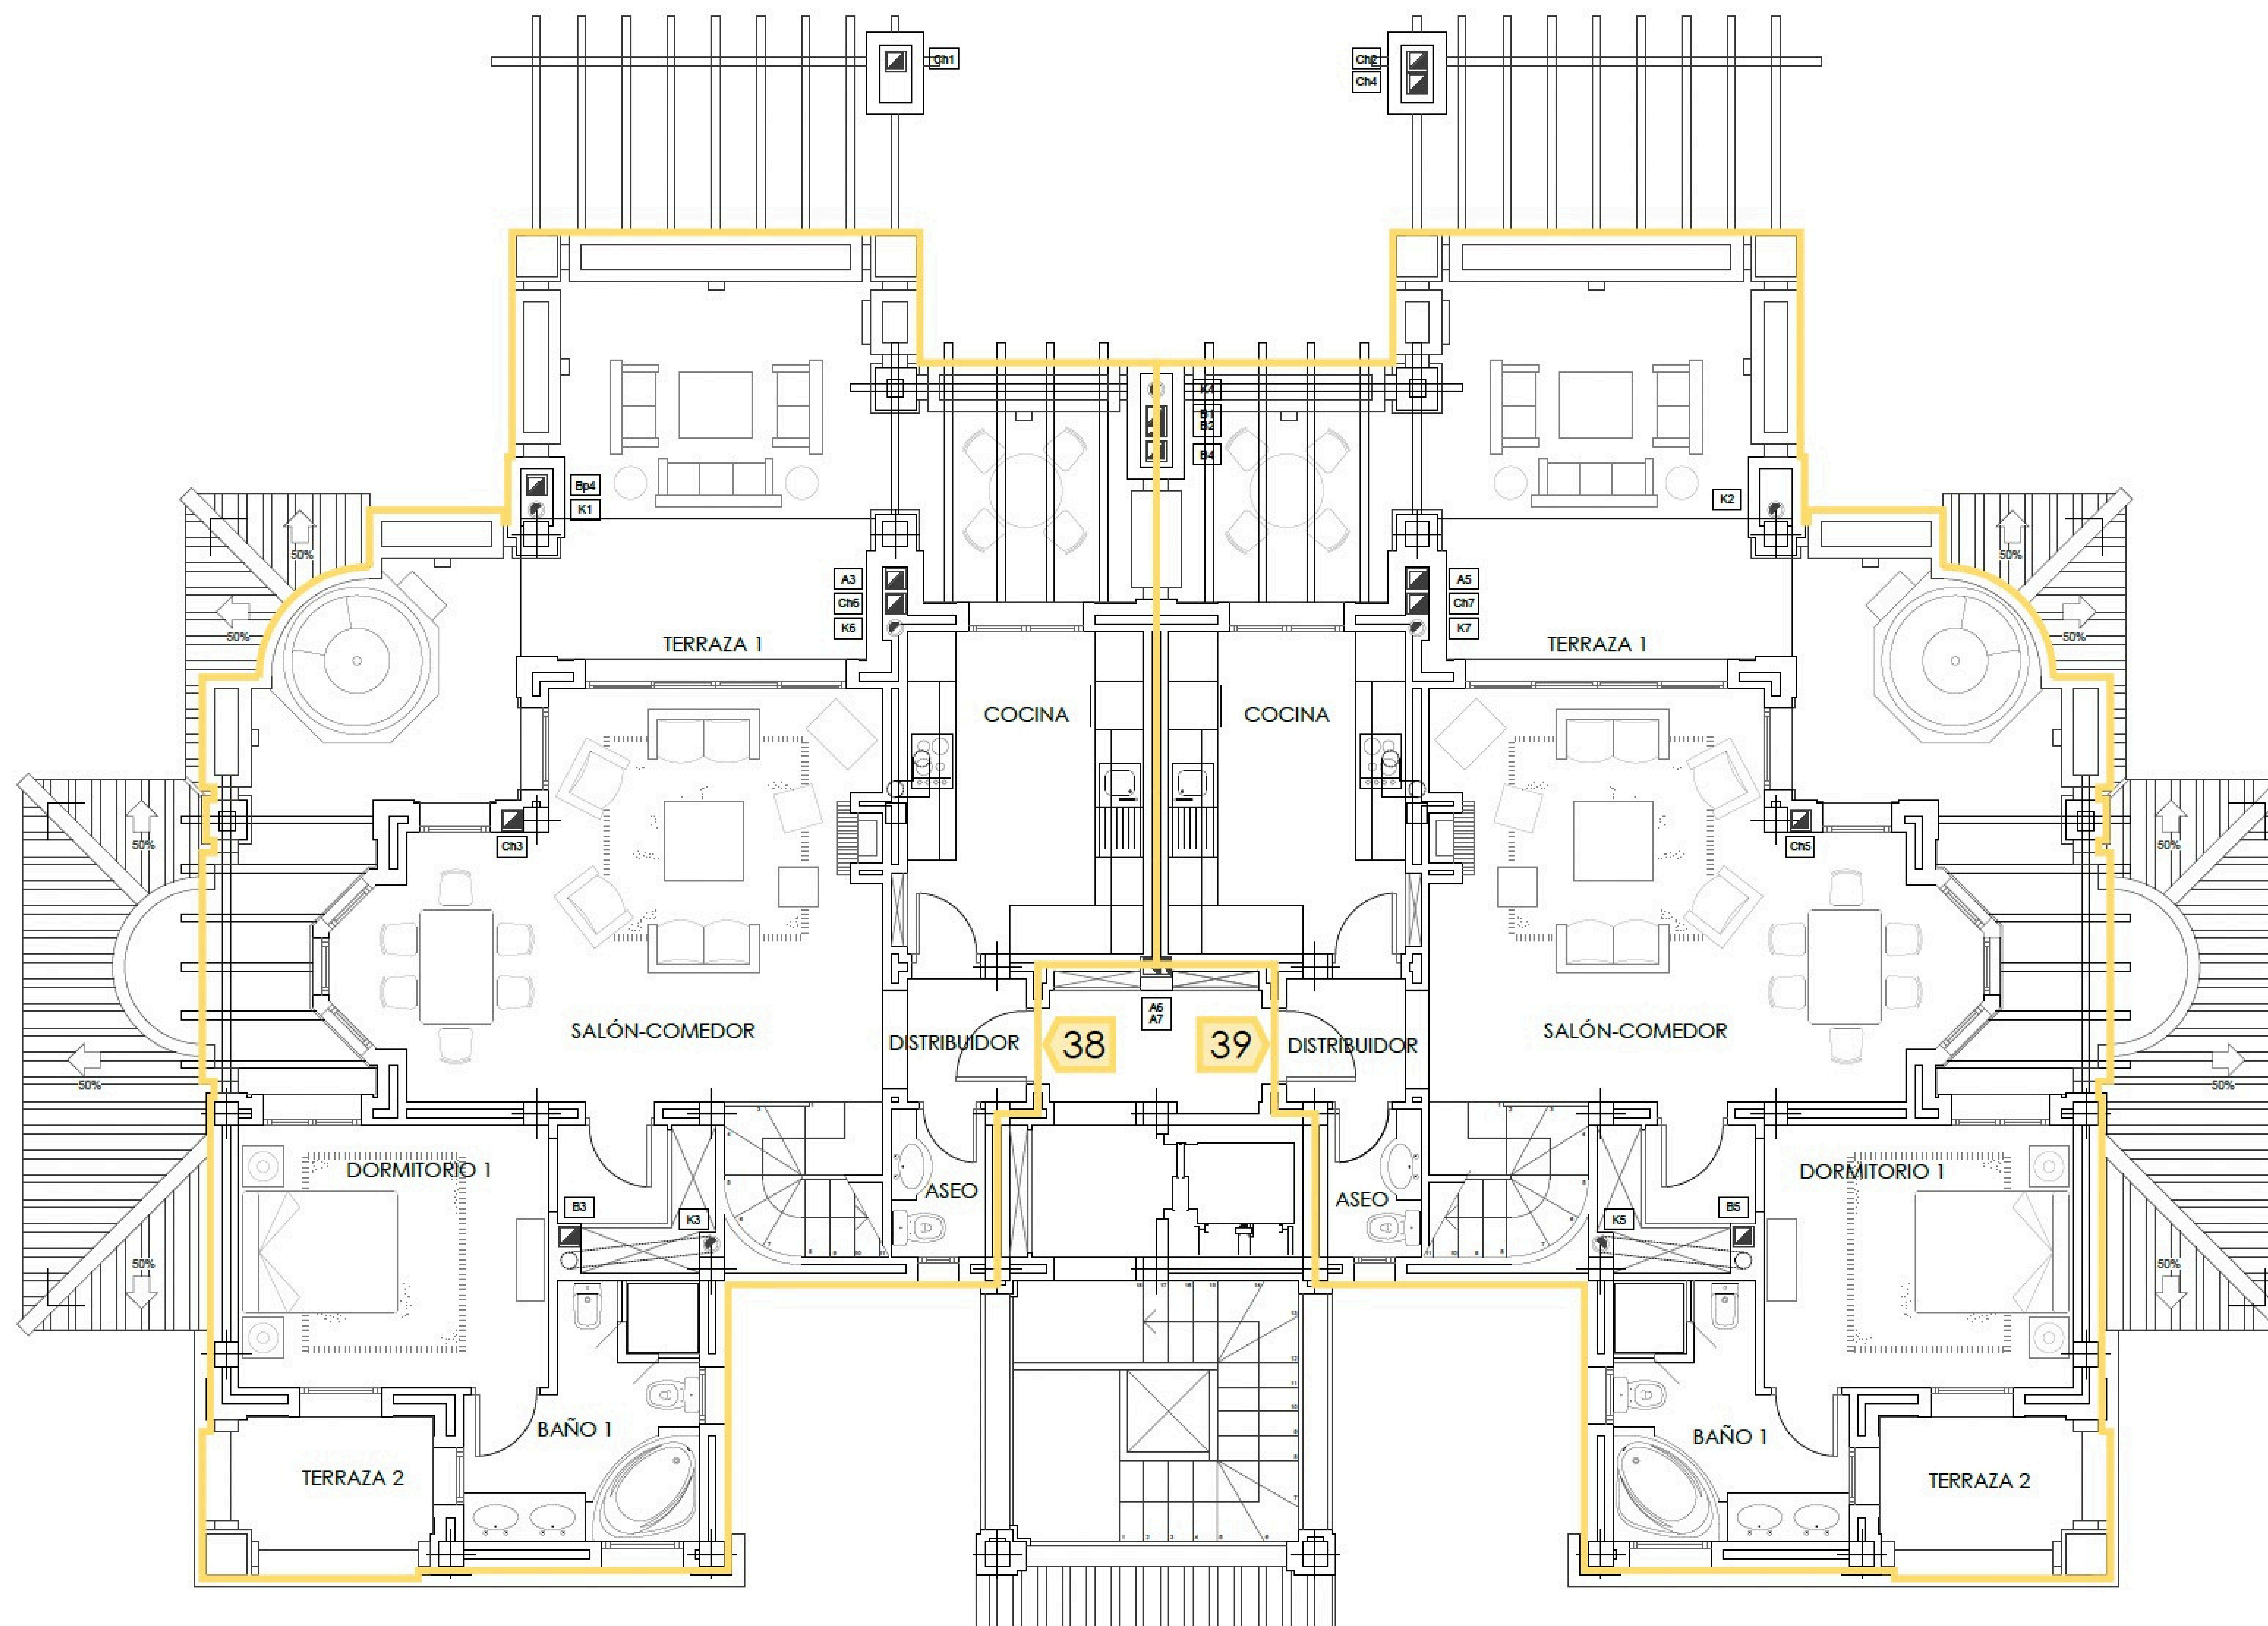 Ch1
Ch2
Ch4
K4
B1
B2
B4
Bp4
K1
K2
50%
50%
A3
Ch6
K6
A5
Ch7
K7
50%
50%
TERRAZA 1
TERRAZA 1
COCINA
COCINA
Ch3
Ch5
50%
50%
A6
A7
SALÓN-COMEDOR
DISTRIBUIDOR
38
39
DISTRIBUIDOR
SALÓN-COMEDOR
50%
50%
DORMITORIO 1
DORMITORIO 1
ASEO
ASEO
B3
K3
K5
B5
50%
50%
BAÑO 1
BAÑO 1
TERRAZA 2
TERRAZA 2